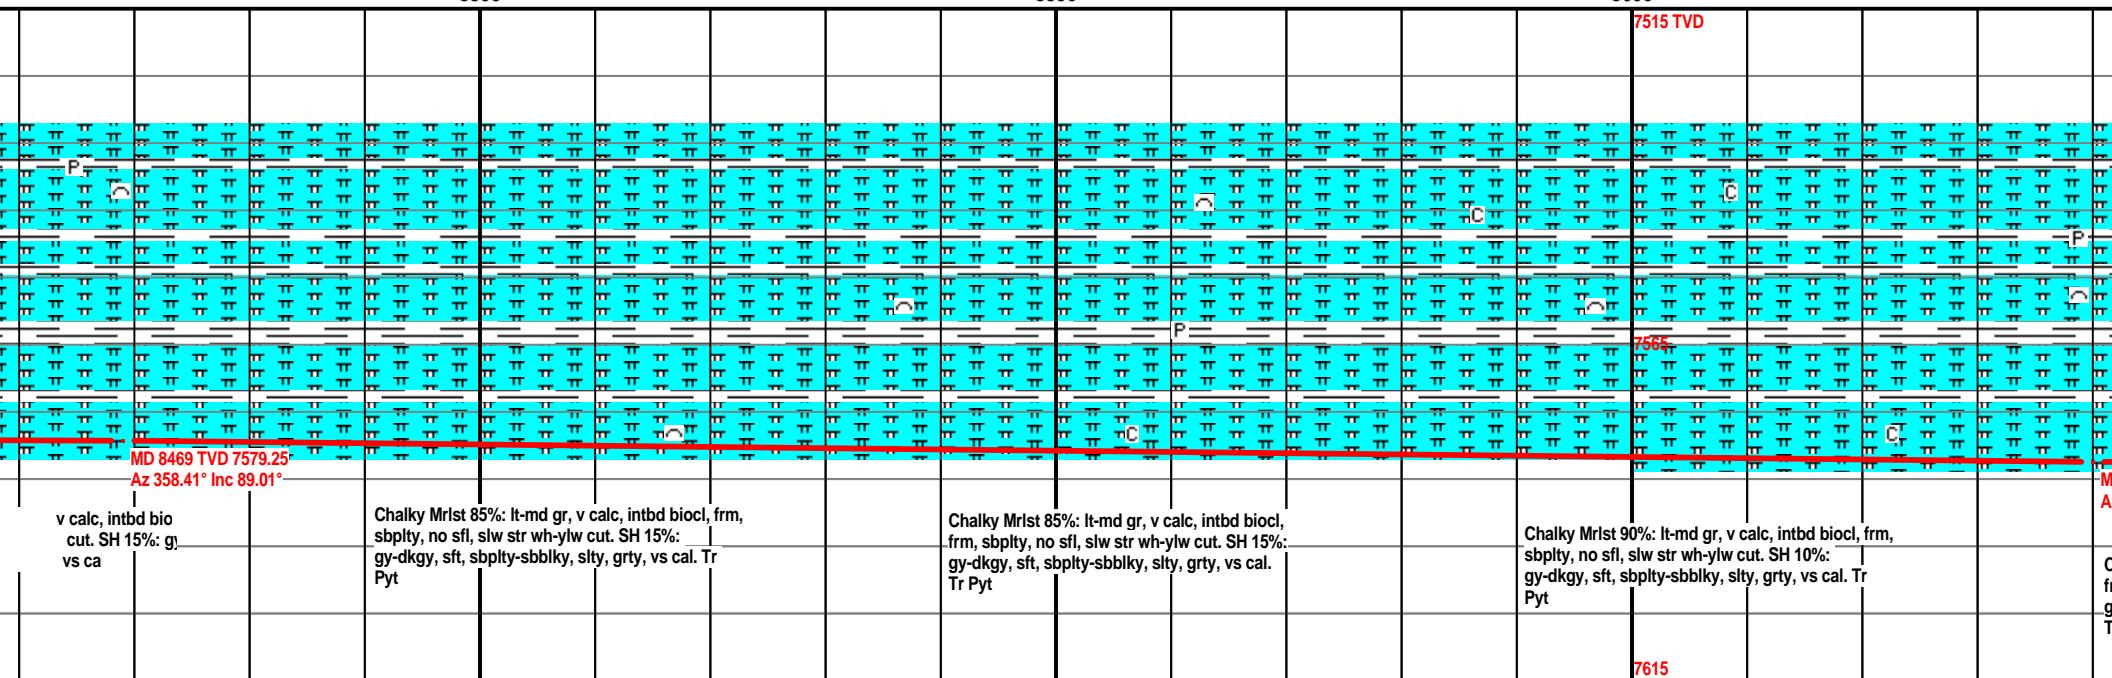 7515 TVD
P
C
C
P
P
7565
C
C
MD 8469 TVD 7579.25
Az 358.41° Inc 89.01°
v calc, intbd bio
cut. SH 15%: gy
vs ca
Chalky Mrlst 85%: lt-md gr, v calc, intbd biocl, frm,
sbplty, no sfl, slw str wh-ylw cut. SH 15%:
gy-dkgy, sft, sbplty-sbblky, slty, grty, vs cal. Tr
Pyt
Chalky Mrlst 85%: lt-md gr, v calc, intbd biocl,
frm, sbplty, no sfl, slw str wh-ylw cut. SH 15%:
gy-dkgy, sft, sbplty-sbblky, slty, grty, vs cal.
Tr Pyt
Chalky Mrlst 90%: lt-md gr, v calc, intbd biocl, frm,
sbplty, no sfl, slw str wh-ylw cut. SH 10%:
gy-dkgy, sft, sbplty-sbblky, slty, grty, vs cal. Tr
Pyt
M
A
fr
g
T
7615